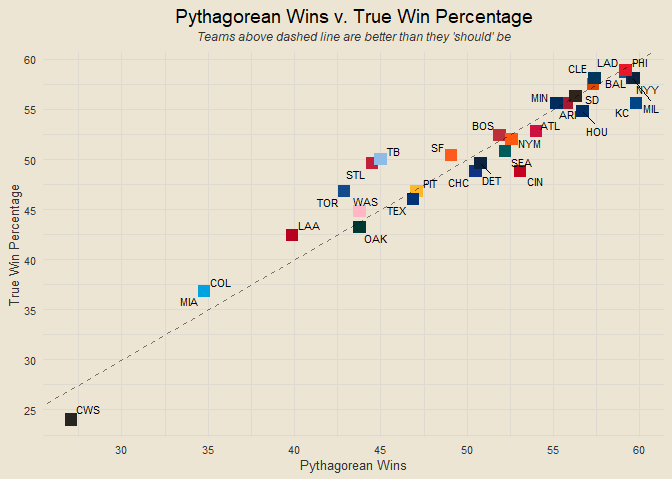 Pythagorean Wins v. True Win Percentage
Teams above dashed line are better than they 'should' be
True Win Percentage
60
55
50
45
40
35
30
25
CLE
LAD
PHI
BAL
NYY
MIN
ARI
SD
KC
MIL
HOU
BOS
ATL
NYM
SF
SEA
TB
STL
CHC
DET
CIN
PIT
TOR
WAS
TEX
LAA
OAK
COL
MIA
CWS
30
35
40
45
50
55
60
Pythagorean Wins